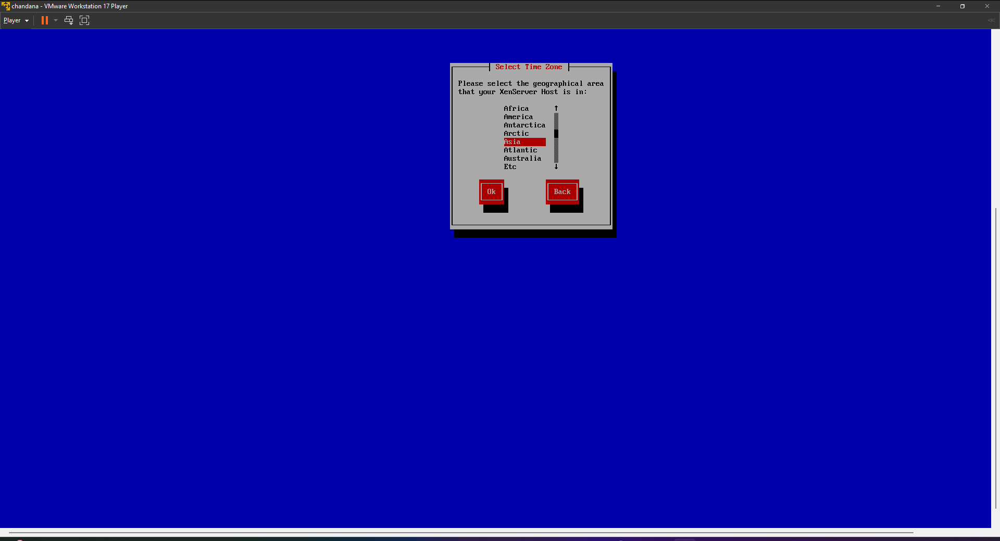 chandana - VMware Workstation 17 Player
Player
Select Time Zone
Please select the geographical area
that your XenServer Host is in:
Africa
America
Antarctica
Arctic
Asia
Atlantic
Australia
Etc
Ok
Back